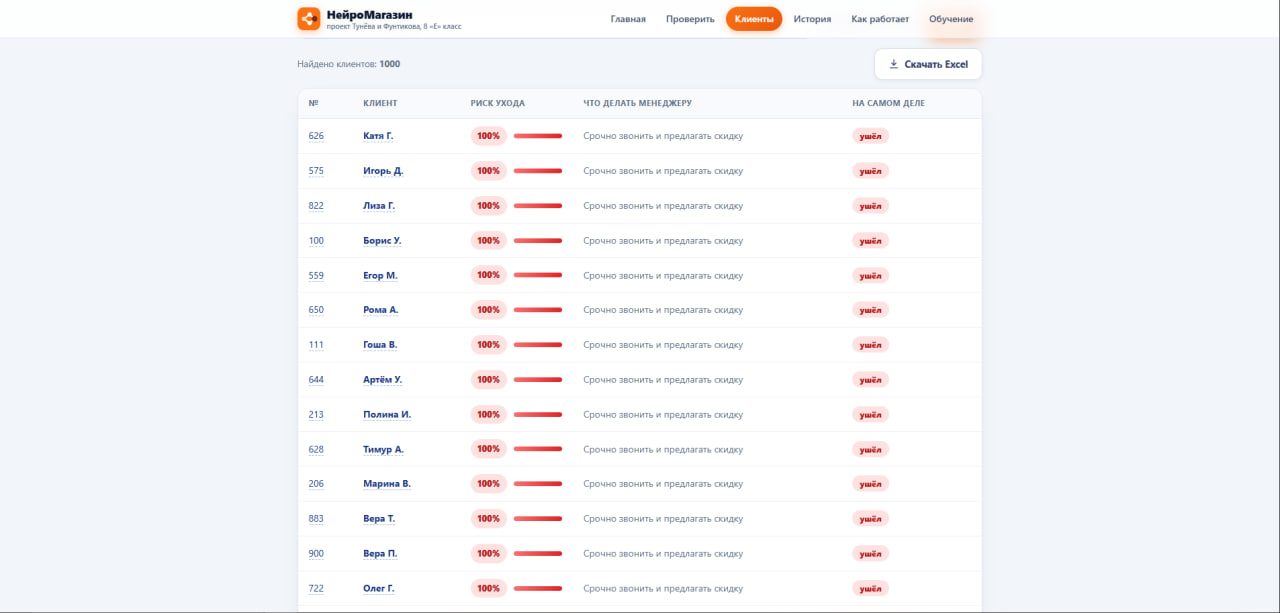 НейроМагазин
проект Тунёва и Фунтикова, 8 «Е» класс
Главная Проверить Клиенты История Как работает Обучение
Найдено клиентов: 1000
Скачать Excel
№ КЛИЕНТ РИСК УХОДА ЧТО ДЕЛАТЬ МЕНЕДЖЕРУ НА САМОМ ДЕЛЕ
626 Катя Г. 100% Срочно звонить и предлагать скидку ушёл
575 Игорь Д. 100% Срочно звонить и предлагать скидку ушёл
822 Лиза Г. 100% Срочно звонить и предлагать скидку ушёл
100 Борис У. 100% Срочно звонить и предлагать скидку ушёл
559 Егор М. 100% Срочно звонить и предлагать скидку ушёл
650 Рома А. 100% Срочно звонить и предлагать скидку ушёл
111 Гоша В. 100% Срочно звонить и предлагать скидку ушёл
644 Артём У. 100% Срочно звонить и предлагать скидку ушёл
213 Полина И. 100% Срочно звонить и предлагать скидку ушёл
628 Тимур А. 100% Срочно звонить и предлагать скидку ушёл
206 Марина В. 100% Срочно звонить и предлагать скидку ушёл
883 Вера Т. 100% Срочно звонить и предлагать скидку ушёл
900 Вера П. 100% Срочно звонить и предлагать скидку ушёл
722 Олег Г. 100% Срочно звонить и предлагать скидку ушёл